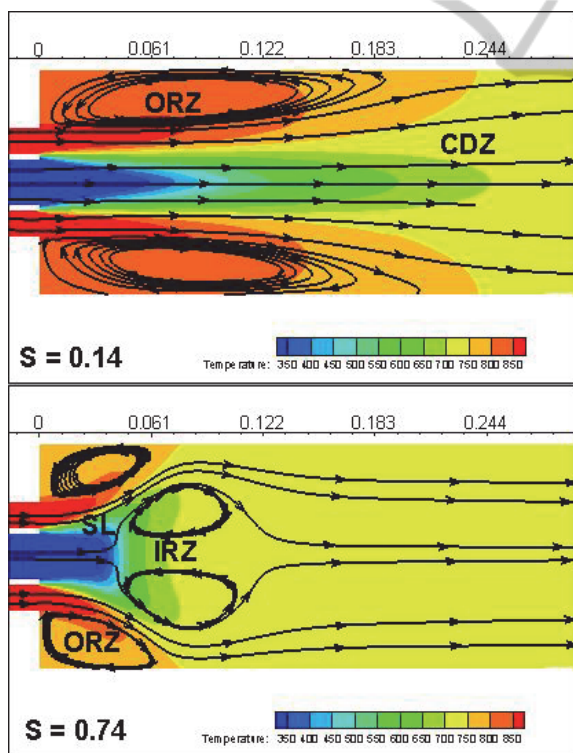 0 0.061 0.122 0.183 0.244
ORZ
CDZ
S = 0.14
Temperature: 350 400 450 500 550 600 650 700 750 800 850
0 0.061 0.122 0.183 0.244
SL
IRZ
ORZ
S = 0.74
Temperature: 350 400 450 500 550 600 650 700 750 800 850